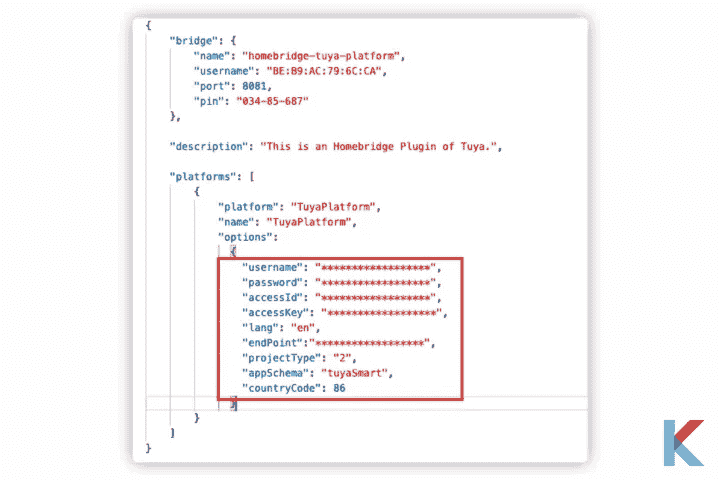 {
"bridge": {
"name": "homebridge-tuya-platform",
"username": "BE:B9:AC:79:6C:CA",
"port": 8081,
"pin": "034-85-687"
},
"description": "This is an Homebridge Plugin of Tuya.",
"platforms": [
{
"platform": "TuyaPlatform",
"name": "TuyaPlatform",
"options":
{
"username": "******************",
"password": "******************",
"accessId": "******************",
"accessKey": "******************",
"lang": "en",
"endPoint":"******************",
"projectType": "2",
"appSchema": "tuyaSmart",
"countryCode": 86
}
}
]
}
K